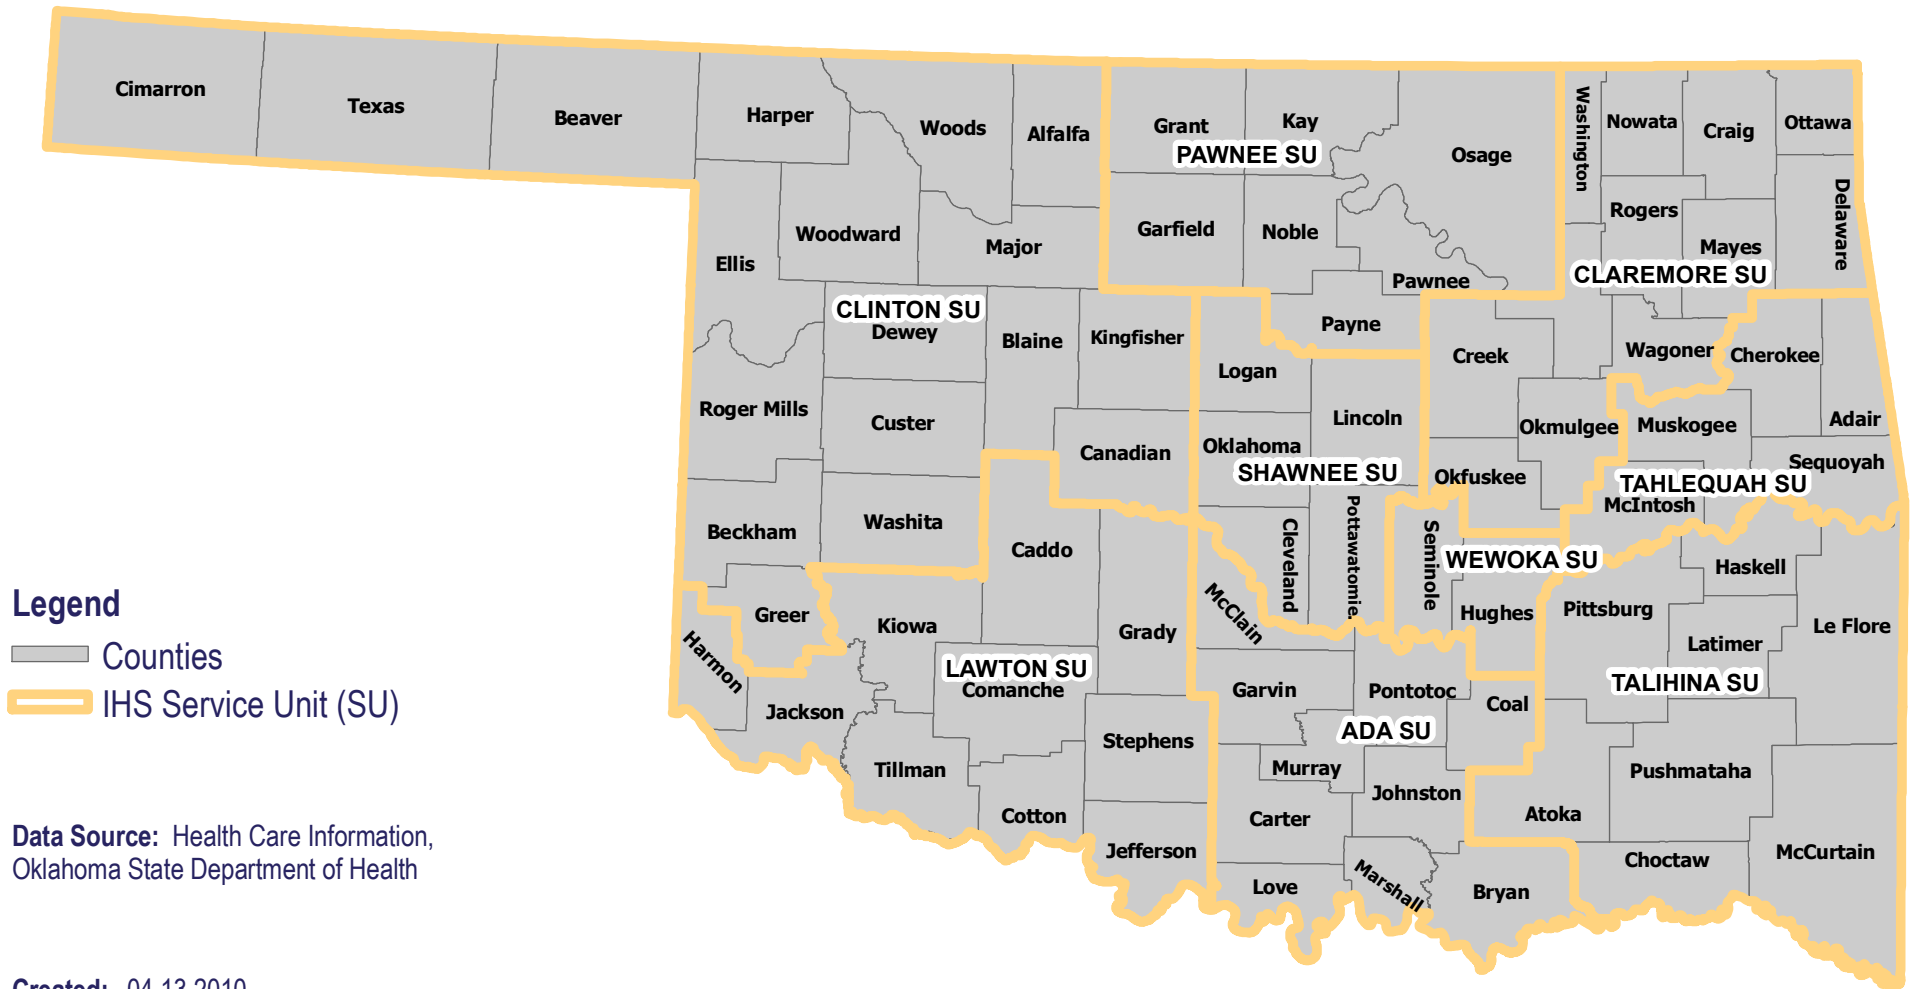 Cimarron
Texas
Beaver
Harper
Woods
Alfalfa
Grant
Kay
PAWNEE SU
Osage
Washington
Nowata
Craig
Ottawa
Delaware
Rogers
Mayes
CLAREMORE SU
Ellis
Woodward
Major
Garfield
Noble
Pawnee
CLINTON SU
Dewey
Blaine
Kingfisher
Logan
Payne
Creek
Wagoner
Cherokee
Adair
Roger Mills
Custer
Canadian
Oklahoma
Lincoln
SHAWNEE SU
Okmulgee
Muskogee
Sequoyah
TAHLEQUAH SU
McIntosh
Okfuskee
Beckham
Washita
Caddo
Cleveland
Pottawatomie
Seminole
WEWOKA SU
Hughes
Haskell
Pittsburg
Latimer
Le Flore
TALIHINA SU
Greer
Harmon
Kiowa
Grady
McClain
LAWTON SU
Comanche
Jackson
Garvin
Pontotoc
Coal
ADA SU
Stephens
Tillman
Murray
Johnston
Pushmataha
Atoka
Cotton
Carter
Jefferson
Love
Marshall
Bryan
Choctaw
McCurtain
Legend
Counties
IHS Service Unit (SU)
Data Source: Health Care Information,
Oklahoma State Department of Health
Created: 04.13.2010